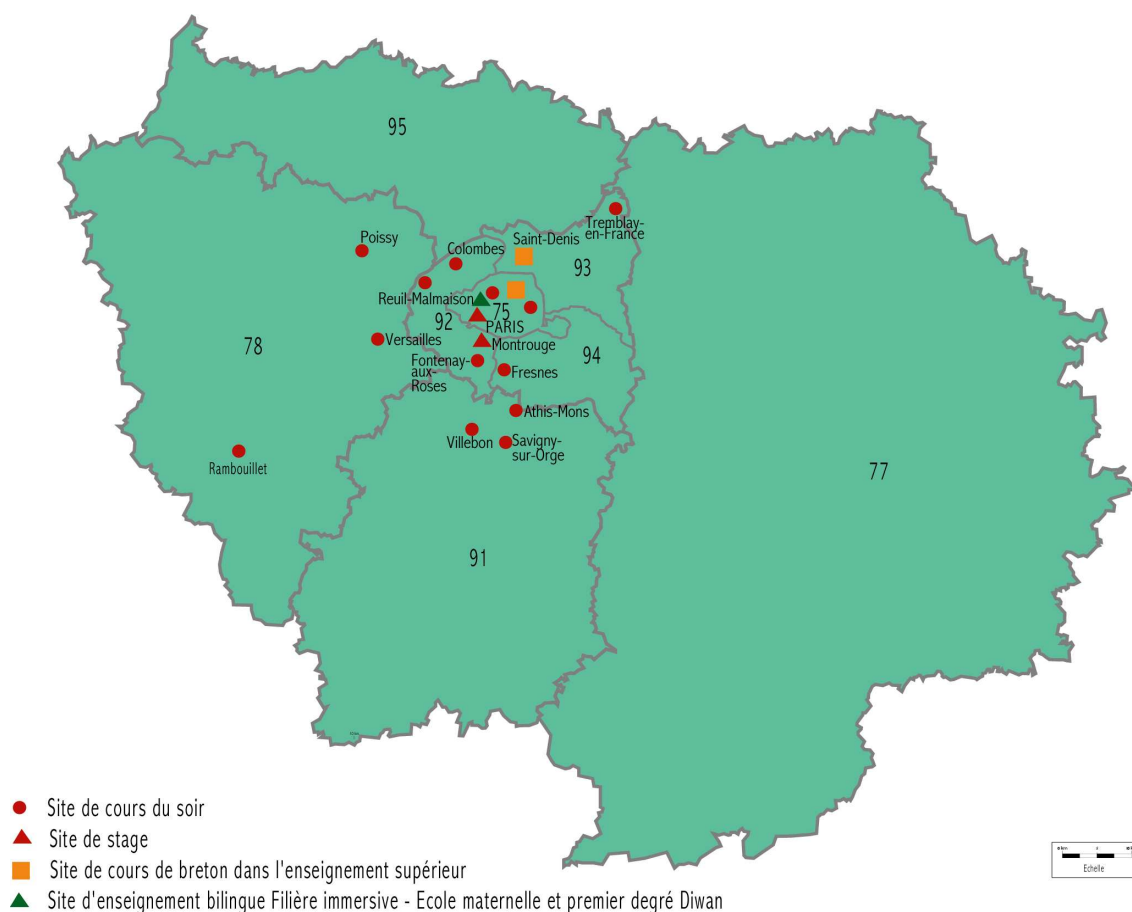 95
Tremblay-
en-France
Poissy
Colombes
Saint-Denis
93
Reuil-Malmaison
75
92
PARIS
78
Versailles
Montrouge
94
Fontenay-
aux-
Roses
Fresnes
Athis-Mons
Villebon
Savigny-
sur-Orge
Rambouillet
77
91
Site de cours du soir
Site de stage
Site de cours de breton dans l'enseignement supérieur
Site d'enseignement bilingue Filière immersive - Ecole maternelle et premier degré Diwan
Echelle